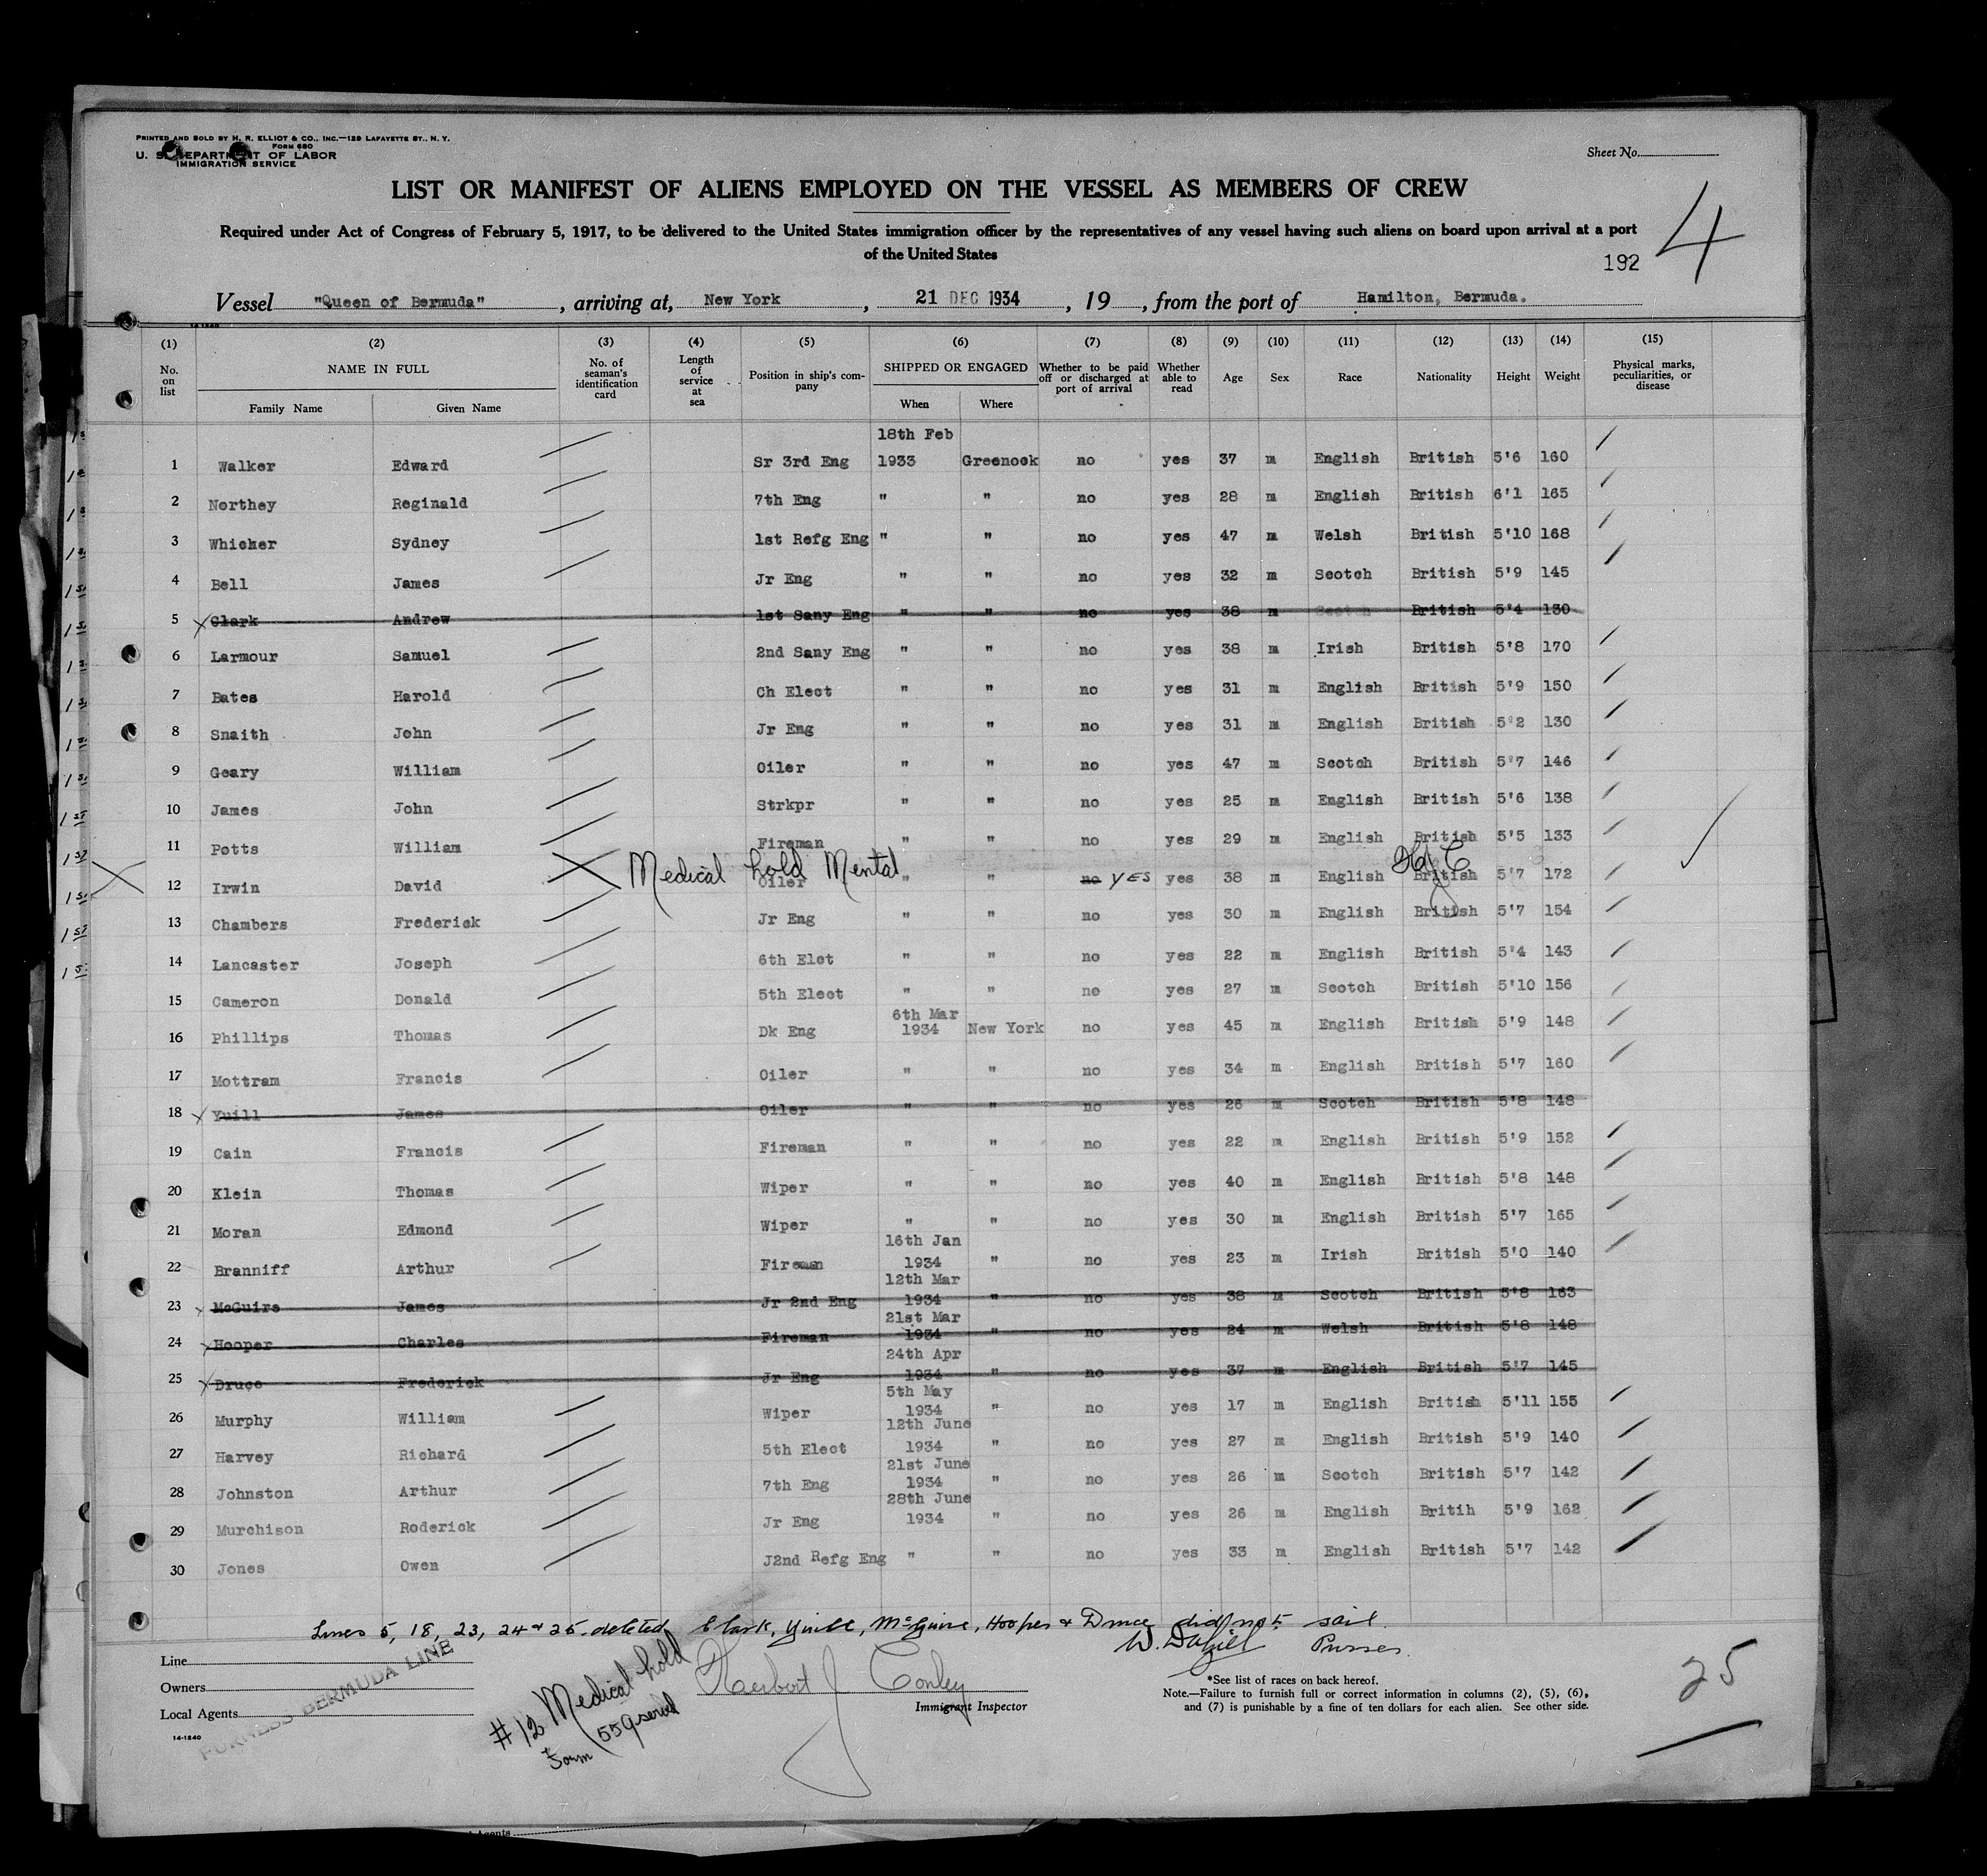 PRINTED AND SOLD BY H. R. ELLIOT & CO., INC.—129 LAFAYETTE ST., N. Y.
FORM 680
U. S. DEPARTMENT OF LABOR
IMMIGRATION SERVICE
Sheet No.
LIST OR MANIFEST OF ALIENS EMPLOYED ON THE VESSEL AS MEMBERS OF CREW
4
Required under Act of Congress of February 5, 1917, to be delivered to the United States immigration officer by the representatives of any vessel having such aliens on board upon arrival at a port
of the United States
192
Vessel "Queen of Bermuda", arriving at, New York, 21 DEC 1934, 19 , from the port of Hamilton, Bermuda.
14-1240
(1) (2) (3) (4) (5) (6) (7) (8) (9) (10) (11) (12) (13) (14) (15)
No. on list NAME IN FULL Family Name Given Name No. of seaman's identification card Length of service at sea Position in ship's company SHIPPED OR ENGAGED When Where Whether to be paid off or discharged at port of arrival Whether able to read Age Sex Race Nationality Height Weight Physical marks, peculiarities, or disease
18th Feb
1 Walker Edward Sr 3rd Eng 1933 Greenock no yes 37 m English British 5'6 160
2 Northey Reginald 7th Eng " " no yes 28 m English British 6'1 165
3 Whicker Sydney 1st Refg Eng " " no yes 47 m Welsh British 5'10 168
4 Bell James Jr Eng " " no yes 32 m Scotch British 5'9 145
5 Clark Andrew 1st Sany Eng " " no yes 38 m Scotch British 5'4 130
6 Larmour Samuel 2nd Sany Eng " " no yes 38 m Irish British 5'8 170
7 Bates Harold Ch Elect " " no yes 31 m English British 5'9 150
8 Snaith John Jr Eng " " no yes 31 m English British 5'2 130
9 Geary William Oiler " " no yes 47 m Scotch British 5'7 146
10 James John Strkpr " " no yes 25 m English British 5'6 138
11 Potts William Fireman " " no yes 29 m English British 5'5 133
Medical hold Mental
12 Irwin David Oiler " " no YES yes 38 m English British 5'7 172
13 Chambers Frederick Jr Eng " " no yes 30 m English British 5'7 154
14 Lancaster Joseph 6th Elct " " no yes 22 m English British 5'4 143
15 Cameron Donald 5th Elect " " no yes 27 m Scotch British 5'10 156
6th Mar
16 Phillips Thomas Dk Eng 1934 New York no yes 45 m English British 5'9 148
17 Mottram Francis Oiler " " no yes 34 m English British 5'7 160
18 Yuill James Oiler " " no yes 26 m Scotch British 5'8 148
19 Cain Francis Fireman " " no yes 22 m English British 5'9 152
20 Klein Thomas Wiper " " no yes 40 m English British 5'8 148
21 Moran Edmond Wiper " " no yes 30 m English British 5'7 165
16th Jan
22 Branniff Arthur Fireman 1934 " no yes 23 m Irish British 5'0 140
12th Mar
23 McGuire James Jr 2nd Eng 1934 " no yes 38 m Scotch British 5'8 163
21st Mar
24 Hooper Charles Fireman 1934 " no yes 24 m Welsh British 5'8 148
24th Apr
25 Druce Frederick Jr Eng 1934 " no yes 37 m English British 5'7 145
5th May
26 Murphy William Wiper 1934 " no yes 17 m English British 5'11 155
12th June
27 Harvey Richard 5th Elect 1934 " no yes 27 m English British 5'9 140
21st June
28 Johnston Arthur 7th Eng 1934 " no yes 26 m Scotch British 5'7 142
28th June
29 Murchison Roderick Jr Eng 1934 " no yes 26 m English Britih 5'9 162
30 Jones Owen J2nd Refg Eng " " no yes 33 m English British 5'7 142
Lines 5, 18, 23, 24 & 25 deleted Clark, Yuill, McGuire, Hooper & Druce did not sail.
Purser
Line
Owners
Local Agents
FURNESS BERMUDA LINE
14-1240
#12 Medical hold
Form 559 served
Herbert J Conley
Immigrant Inspector
*See list of races on back hereof.
Note.—Failure to furnish full or correct information in columns (2), (5), (6),
and (7) is punishable by a fine of ten dollars for each alien. See other side.
25